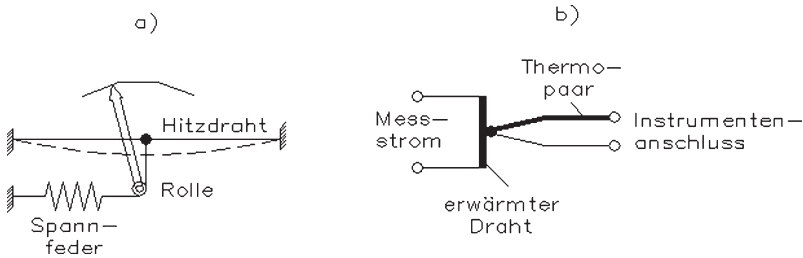 a)
Hitzdraht
Rolle
Spann-
feder
b)
Thermo-
paar
Mess-
strom
Instrumenten-
anschluss
erwärmter
Draht